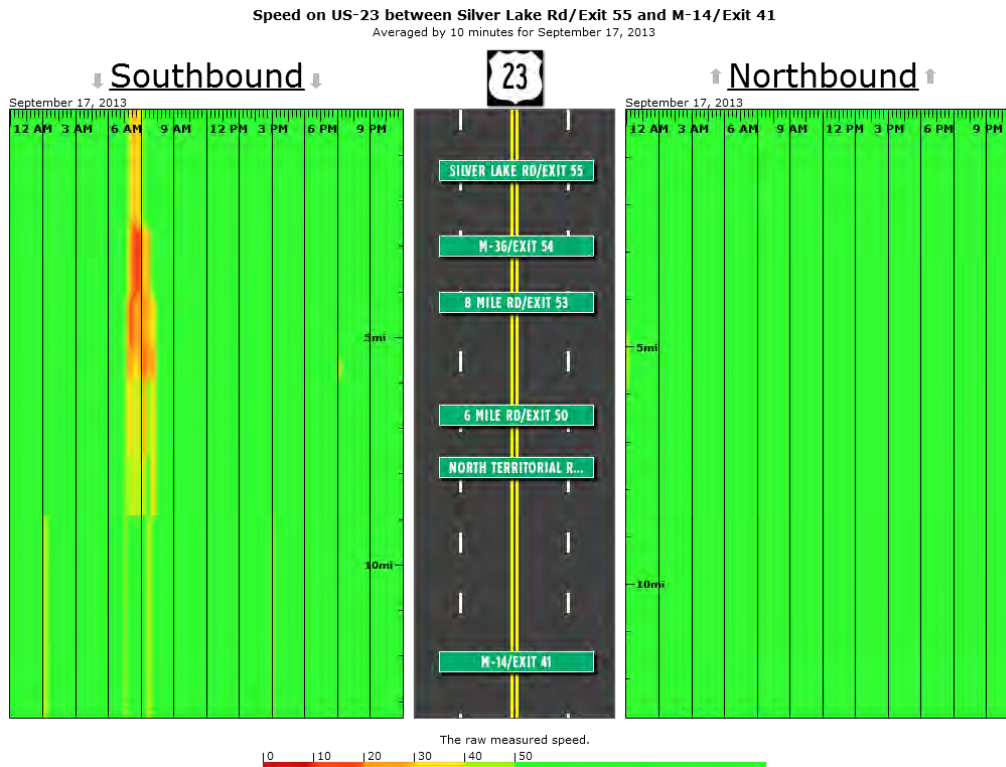 Speed on US-23 between Silver Lake Rd/Exit 55 and M-14/Exit 41
Averaged by 10 minutes for September 17, 2013
Southbound
23
Northbound
September 17, 2013
12 AM 3 AM 6 AM 9 AM 12 PM 3 PM 6 PM 9 PM
5mi
10mi
SILVER LAKE RD/EXIT 55
M-36/EXIT 54
8 MILE RD/EXIT 53
6 MILE RD/EXIT 50
NORTH TERRITORIAL R...
M-14/EXIT 41
September 17, 2013
12 AM 3 AM 6 AM 9 AM 12 PM 3 PM 6 PM 9 PM
5mi
10mi
The raw measured speed.
0 10 20 30 40 50